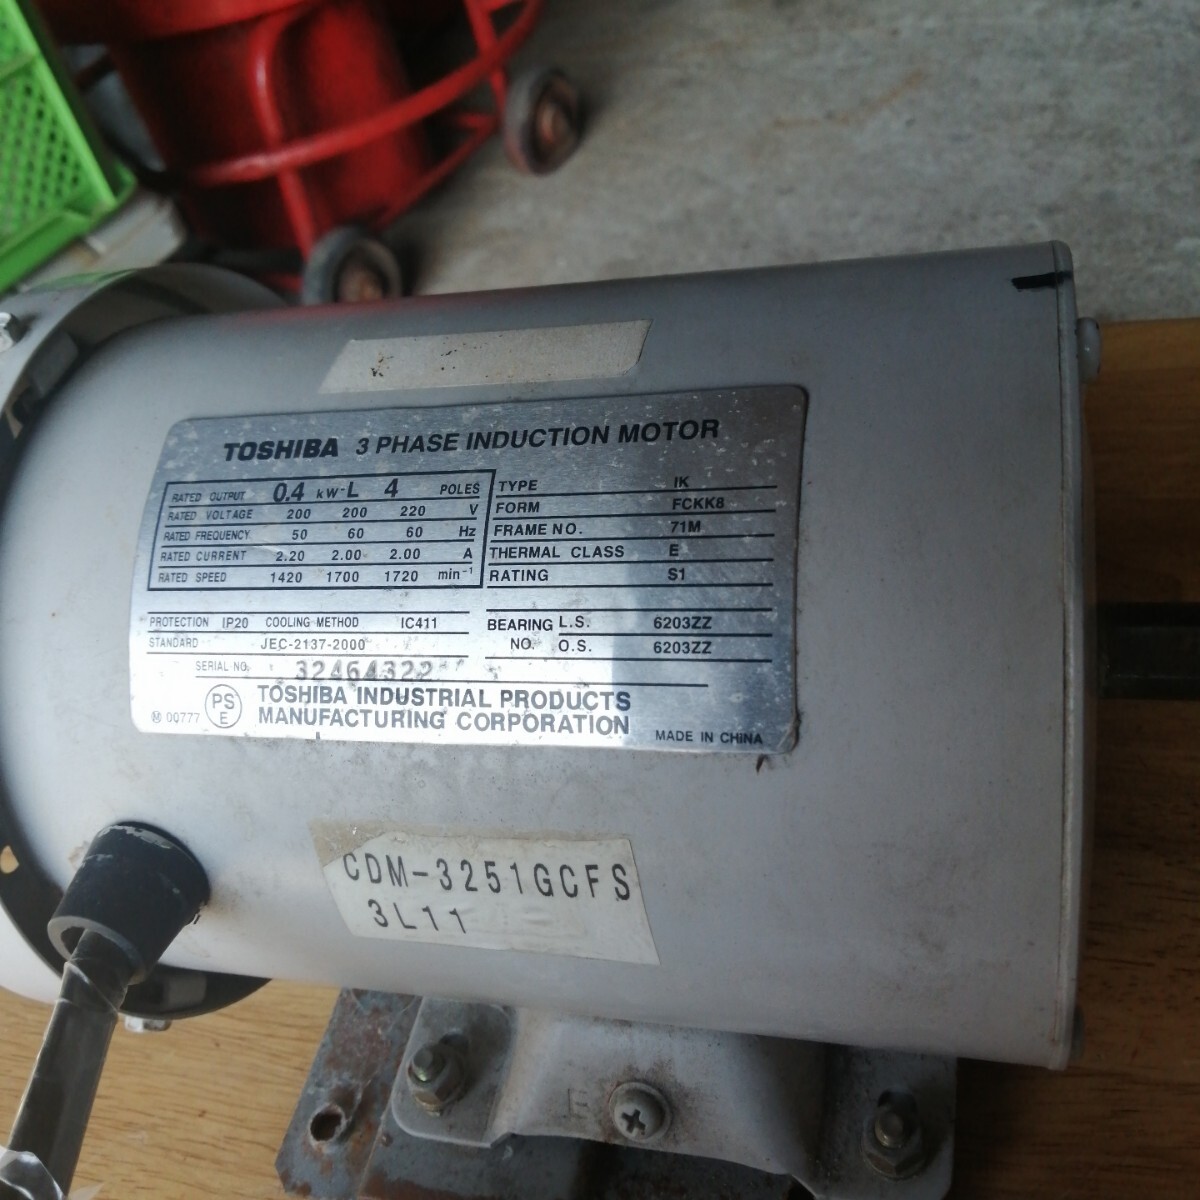 TOSHIBA 3 PHASE INDUCTION MOTOR
RATED OUTPUT 0.4 kW-L 4 POLES
RATED VOLTAGE 200 200 220 V
RATED FREQUENCY 50 60 60 Hz
RATED CURRENT 2.20 2.00 2.00 A
RATED SPEED 1420 1700 1720 min⁻¹
TYPE IK
FORM FCKK8
FRAME NO. 71M
THERMAL CLASS E
RATING S1
PROTECTION IP20 COOLING METHOD IC411
STANDARD JEC-2137-2000
SERIAL NO. 32464322
BEARING L.S. 6203ZZ
NO. O.S. 6203ZZ
Ⓜ 00777 PS E
TOSHIBA INDUSTRIAL PRODUCTS
MANUFACTURING CORPORATION
MADE IN CHINA
CDM-3251GCFS
3L11
E